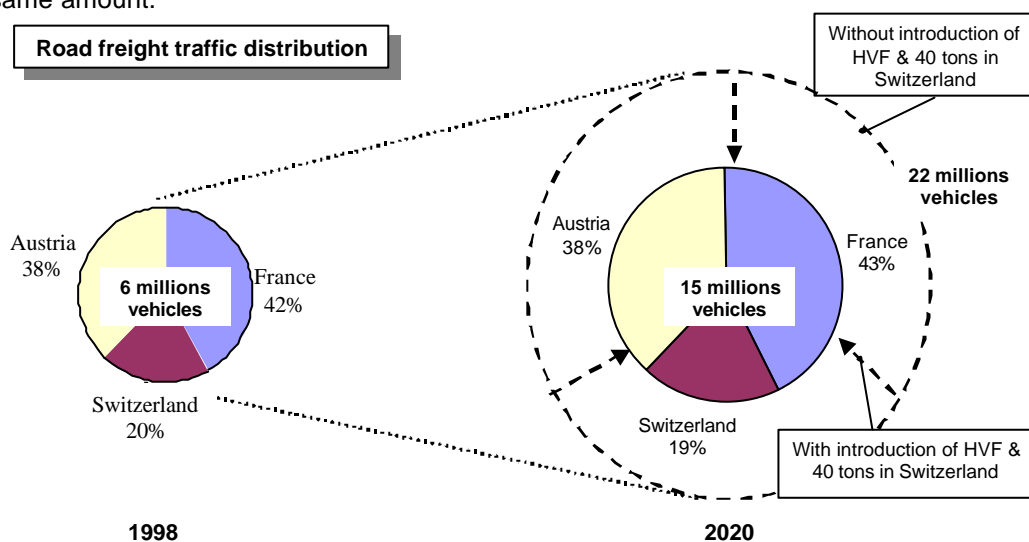 same amount.
Road freight traffic distribution
Without introduction of
HVF & 40 tons in
Switzerland
22 millions
vehicles
Austria
38%
6 millions
vehicles
France
42%
Switzerland
20%
Austria
38%
15 millions
vehicles
France
43%
Switzerland
19%
With introduction of HVF &
40 tons in Switzerland
1998
2020